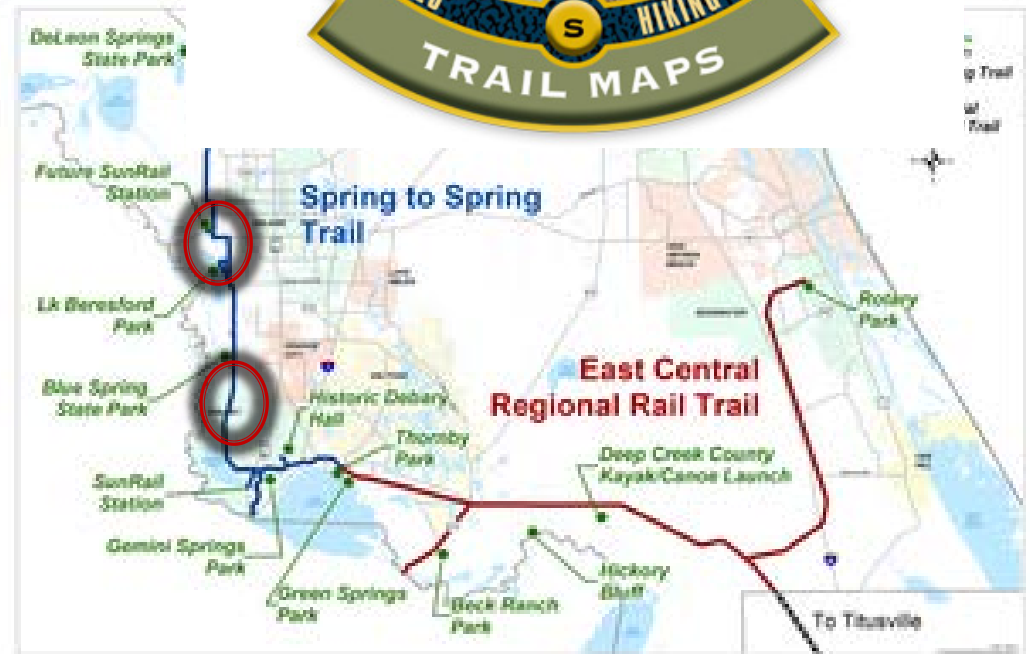 S
HIKING
TRAIL MAPS
DeLeon Springs
State Park
Trail
Trail
Future SunRail
Station
Spring to Spring
Trail
Lk Beresford
Park
Rotary
Park
Blue Spring
State Park
East Central
Regional Rail Trail
Historic Debary
Hall
Thornby
Park
Deep Creek County
Kayak/Canoe Launch
SunRail
Station
Gemini Springs
Park
Green Springs
Park
Beck Ranch
Park
Hickory
Bluff
To Titusville